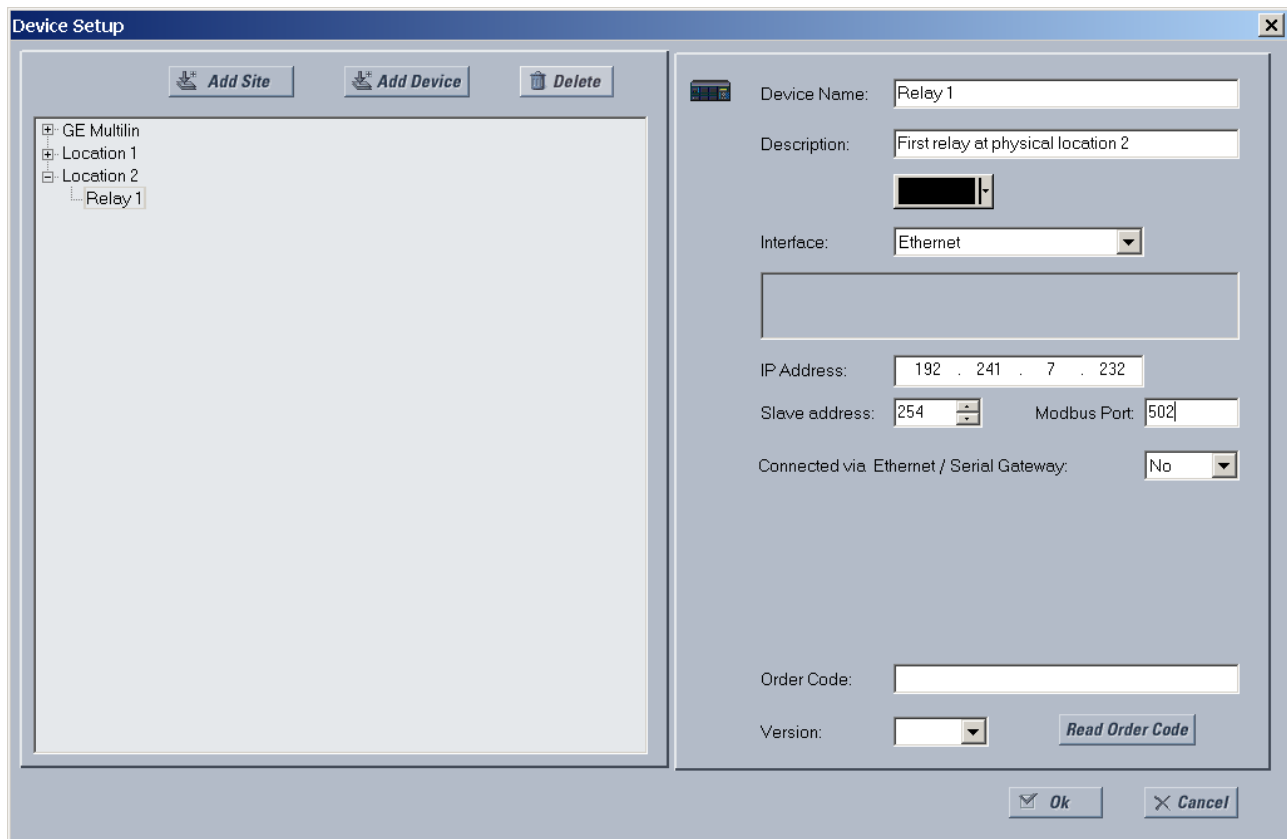 Device Setup
Add Site Add Device Delete
GE Multilin
Location 1
Location 2
Relay 1
Device Name: Relay 1
Description: First relay at physical location 2
Interface: Ethernet
IP Address: 192 . 241 . 7 . 232
Slave address: 254 Modbus Port: 502
Connected via Ethernet / Serial Gateway: No
Order Code:
Version: Read Order Code
Ok Cancel